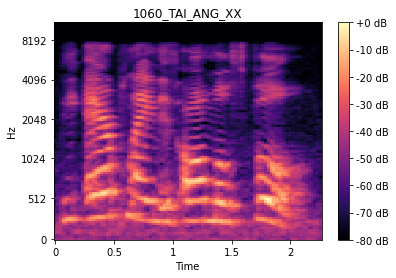 1060_TAI_ANG_XX
Hz
8192
4096
2048
1024
512
0
0
0.5
1
1.5
2
Time
+0 dB
-10 dB
-20 dB
-30 dB
-40 dB
-50 dB
-60 dB
-70 dB
-80 dB